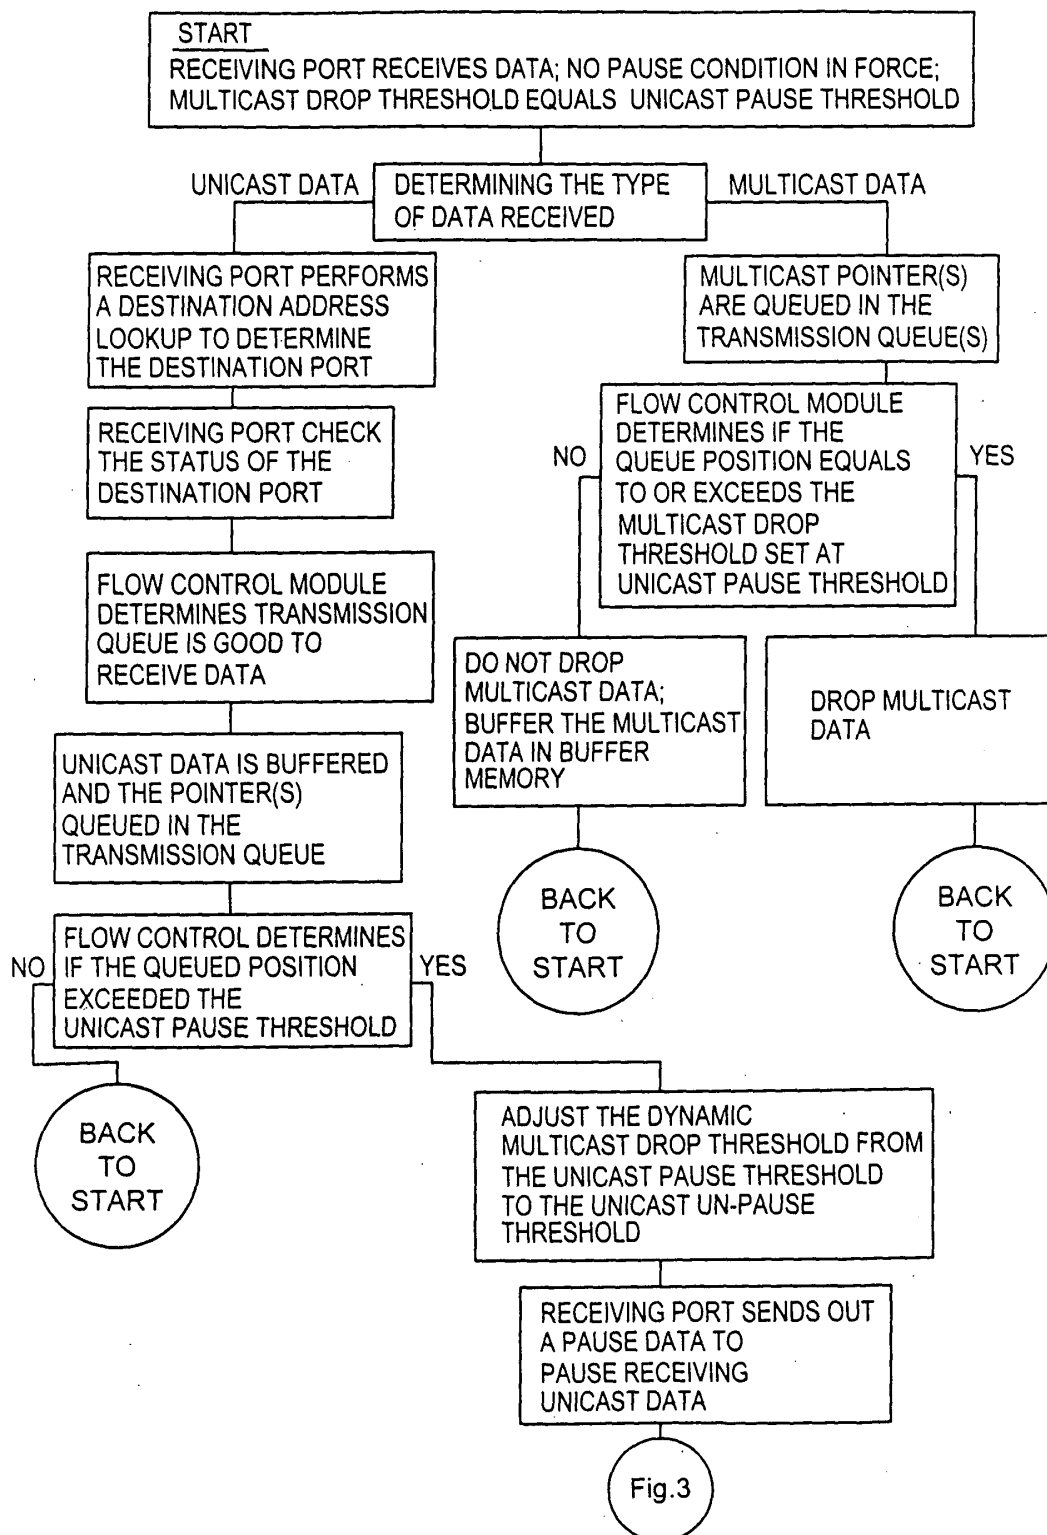 START
RECEIVING PORT RECEIVES DATA; NO PAUSE CONDITION IN FORCE;
MULTICAST DROP THRESHOLD EQUALS UNICAST PAUSE THRESHOLD
UNICAST DATA
DETERMINING THE TYPE
OF DATA RECEIVED
MULTICAST DATA
RECEIVING PORT PERFORMS
A DESTINATION ADDRESS
LOOKUP TO DETERMINE
THE DESTINATION PORT
RECEIVING PORT CHECK
THE STATUS OF THE
DESTINATION PORT
FLOW CONTROL MODULE
DETERMINES TRANSMISSION
QUEUE IS GOOD TO
RECEIVE DATA
UNICAST DATA IS BUFFERED
AND THE POINTER(S)
QUEUED IN THE
TRANSMISSION QUEUE
NO
FLOW CONTROL DETERMINES
IF THE QUEUED POSITION
EXCEEDED THE
UNICAST PAUSE THRESHOLD
YES
BACK
TO
START
ADJUST THE DYNAMIC
MULTICAST DROP THRESHOLD FROM
THE UNICAST PAUSE THRESHOLD
TO THE UNICAST UN-PAUSE
THRESHOLD
RECEIVING PORT SENDS OUT
A PAUSE DATA TO
PAUSE RECEIVING
UNICAST DATA
Fig.3
MULTICAST POINTER(S)
ARE QUEUED IN THE
TRANSMISSION QUEUE(S)
NO
FLOW CONTROL MODULE
DETERMINES IF THE
QUEUE POSITION EQUALS
TO OR EXCEEDS THE
MULTICAST DROP
THRESHOLD SET AT
UNICAST PAUSE THRESHOLD
YES
DO NOT DROP
MULTICAST DATA;
BUFFER THE MULTICAST
DATA IN BUFFER
MEMORY
BACK
TO
START
DROP MULTICAST
DATA
BACK
TO
START